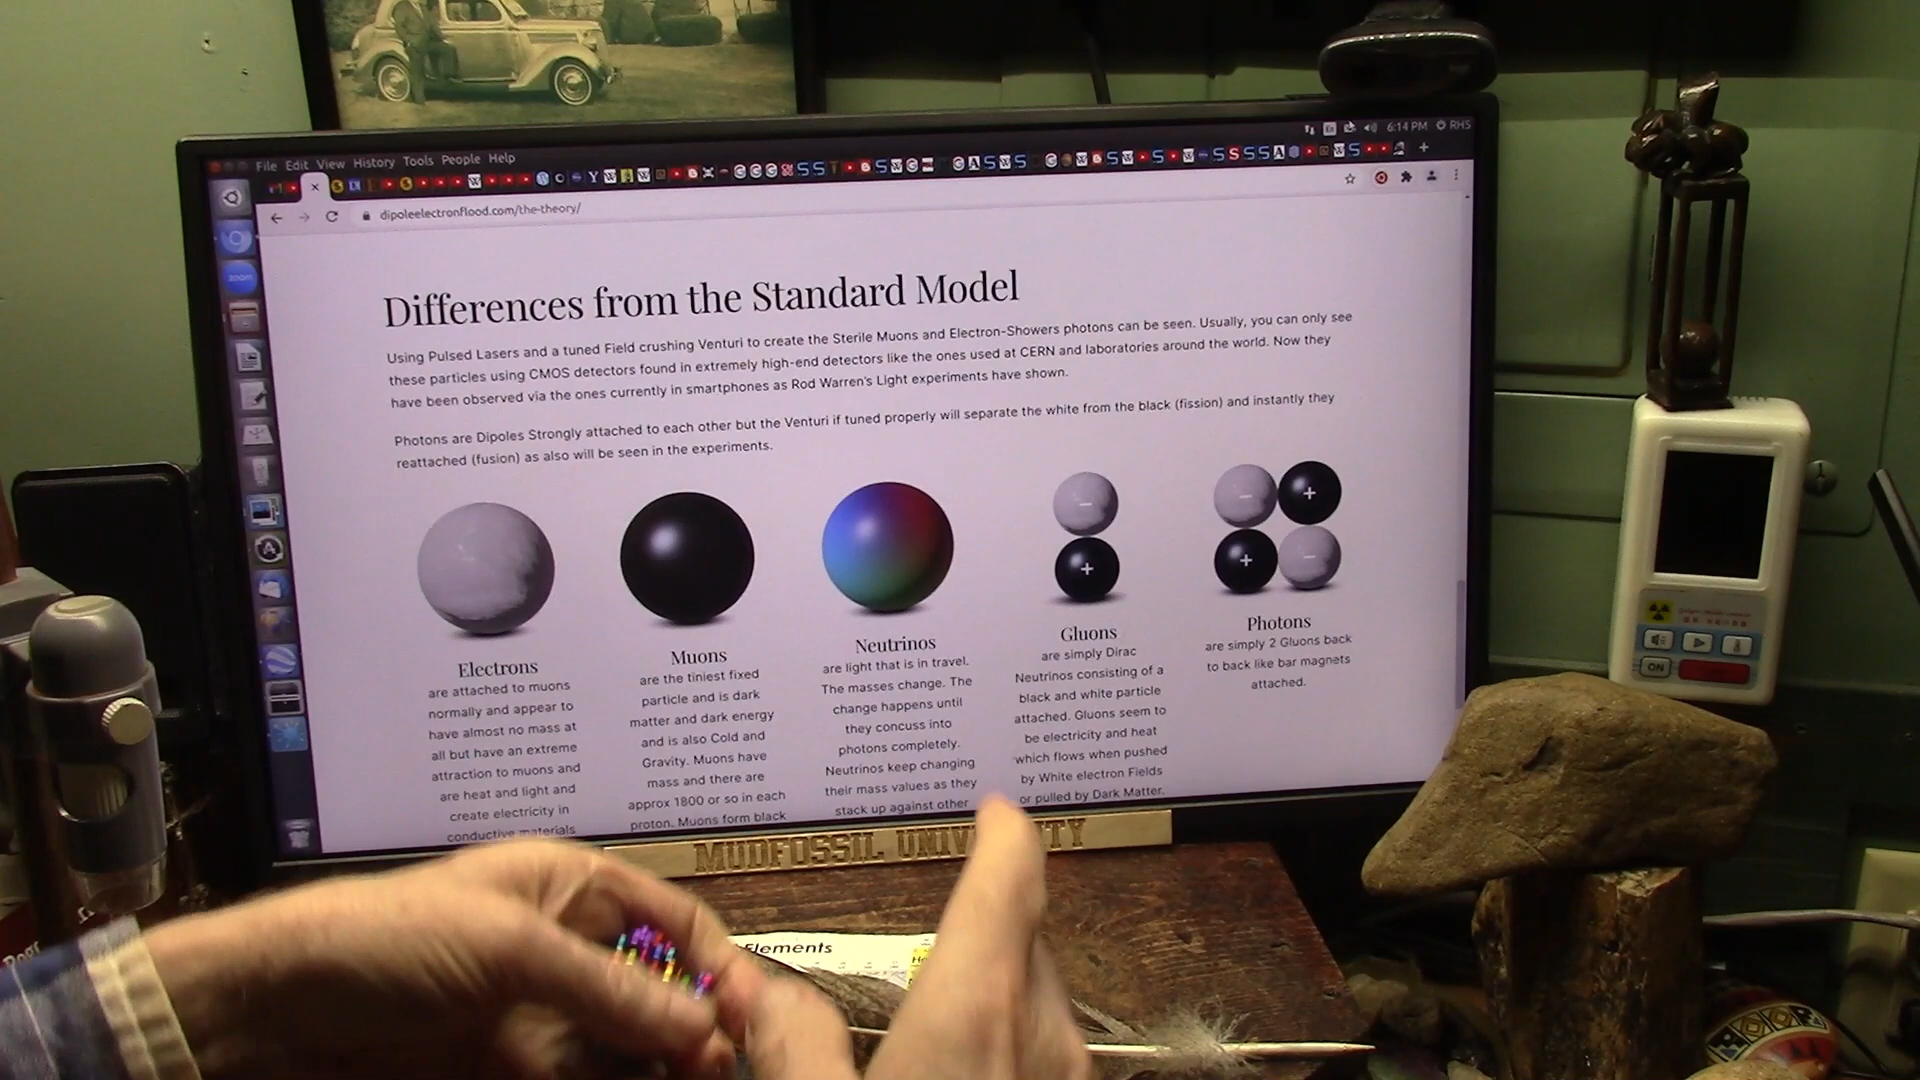 File Edit View History Tools People Help
6:14 PM RHS
dipoleelectronflood.com/the-theory/
zoom
Differences from the Standard Model
Using Pulsed Lasers and a tuned Field crushing Venturi to create the Sterile Muons and Electron-Showers photons can be seen. Usually, you can only see
these particles using CMOS detectors found in extremely high-end detectors like the ones used at CERN and laboratories around the world. Now they
have been observed via the ones currently in smartphones as Rod Warren's Light experiments have shown.
Photons are Dipoles Strongly attached to each other but the Venturi if tuned properly will separate the white from the black (fission) and instantly they
reattached (fusion) as also will be seen in the experiments.
Electrons
are attached to muons
normally and appear to
have almost no mass at
all but have an extreme
attraction to muons and
are heat and light and
create electricity in
conductive materials
Muons
are the tiniest fixed
particle and is dark
matter and dark energy
and is also Cold and
Gravity. Muons have
mass and there are
approx 1800 or so in each
proton. Muons form black
Neutrinos
are light that is in travel.
The masses change. The
change happens until
they concuss into
photons completely.
Neutrinos keep changing
their mass values as they
stack up against other
−
+
Gluons
are simply Dirac
Neutrinos consisting of a
black and white particle
attached. Gluons seem to
be electricity and heat
which flows when pushed
by White electron Fields
or pulled by Dark Matter.
− +
+ −
Photons
are simply 2 Gluons back
to back like bar magnets
attached.
MUDFOSSIL UNIVERSITY
Elements
ON